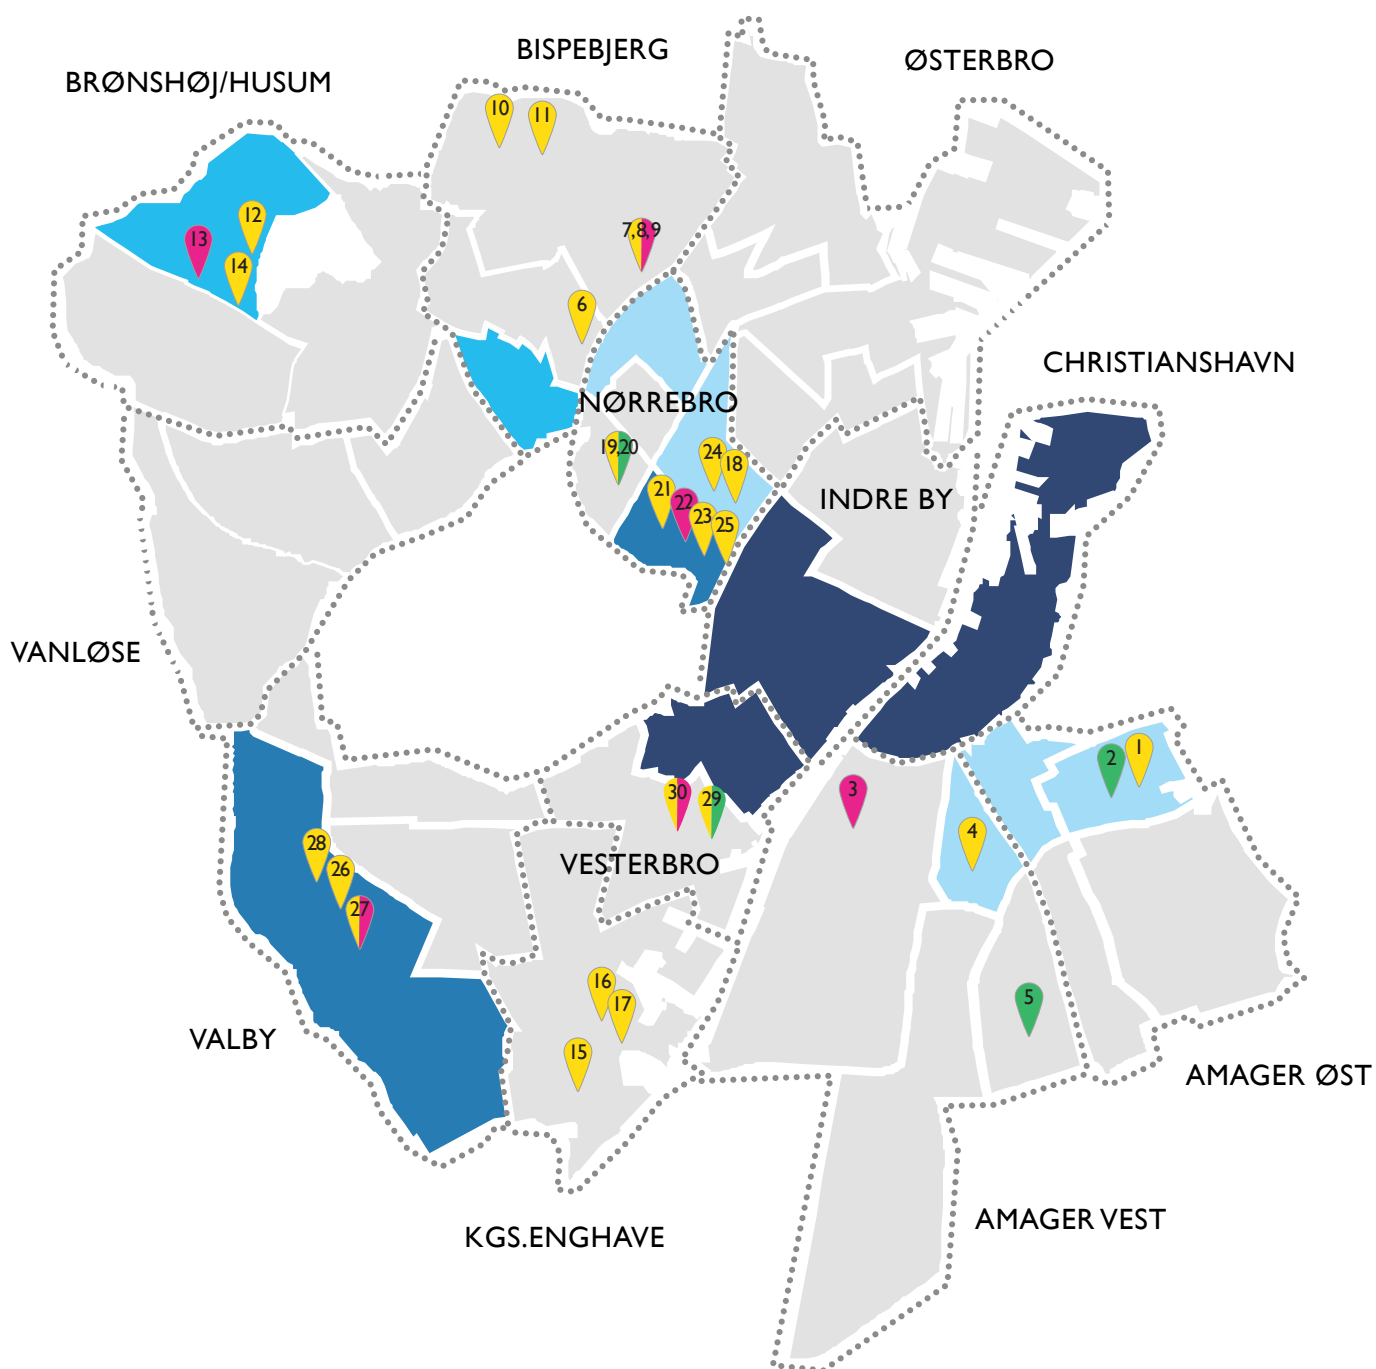 BISPEBJERG
ØSTERBRO
BRØNSHØJ/HUSUM
10
11
12
13
14
7,8,9
6
CHRISTIANSHAVN
NØRREBRO
19,20
24
18
21
22
23
25
INDRE BY
VANLØSE
1
2
3
4
30
29
28
26
27
VESTERBRO
16
17
15
5
VALBY
AMAGER ØST
AMAGER VEST
KGS.ENGHAVE